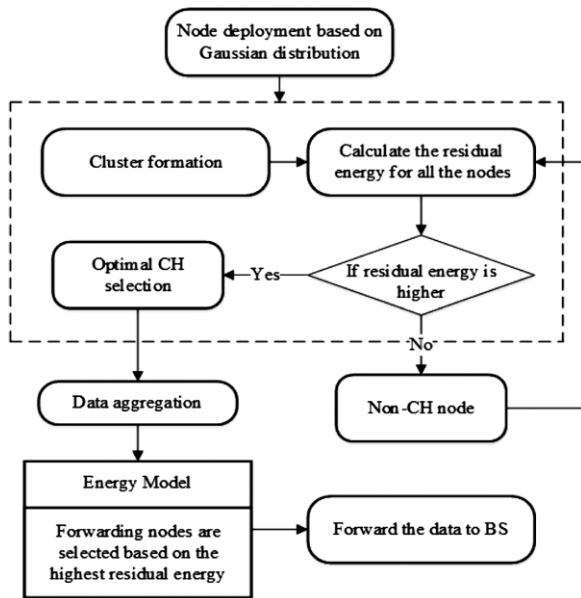 Node deployment based on
Gaussian distribution
Cluster formation
Calculate the residual
energy for all the nodes
Optimal CH
selection
Yes
If residual energy is
higher
No
Data aggregation
Non-CH node
Energy Model
Forwarding nodes are
selected based on the
highest residual energy
Forward the data to BS